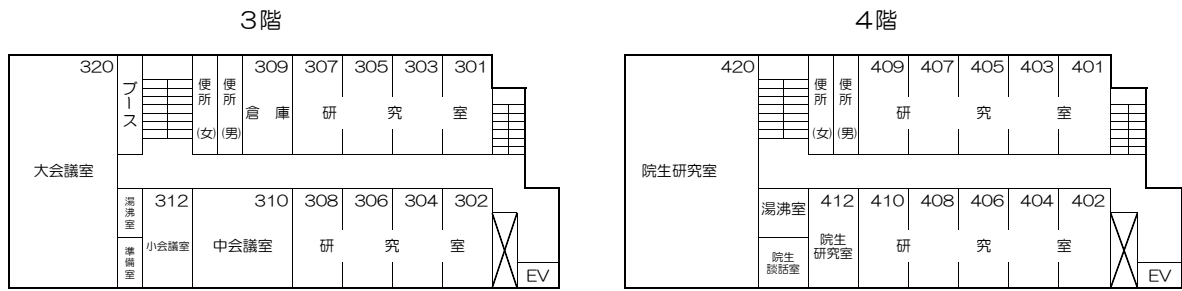 3階
320
ブース
便所(女)
便所(男)
309
307
305
303
301
倉庫
研究室
大会議室
湯沸室
準備室
312
小会議室
310
中会議室
308
306
304
302
研究室
EV
4階
420
便所(女)
便所(男)
409
407
405
403
401
研究室
院生研究室
湯沸室
院生
談話室
412
院生
研究室
410
408
406
404
402
研究室
EV